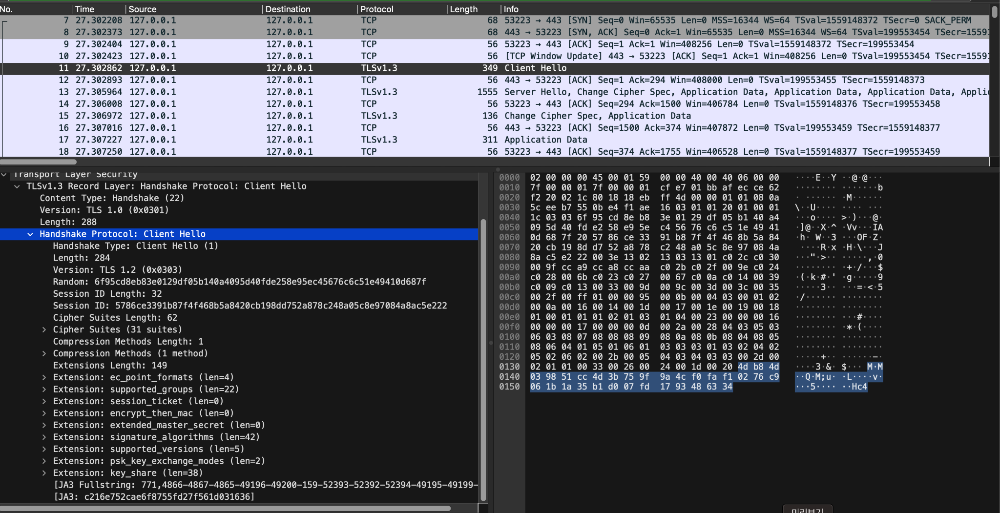 No. Time Source Destination Protocol Length Info
7 27.302208 127.0.0.1 127.0.0.1 TCP 68 53223 → 443 [SYN] Seq=0 Win=65535 Len=0 MSS=16344 WS=64 TSval=1559148372 TSecr=0 SACK_PERM
8 27.302373 127.0.0.1 127.0.0.1 TCP 68 443 → 53223 [SYN, ACK] Seq=0 Ack=1 Win=65535 Len=0 MSS=16344 WS=64 TSval=199553454 TSecr=15591
9 27.302404 127.0.0.1 127.0.0.1 TCP 56 53223 → 443 [ACK] Seq=1 Ack=1 Win=408256 Len=0 TSval=1559148372 TSecr=199553454
10 27.302423 127.0.0.1 127.0.0.1 TCP 56 [TCP Window Update] 443 → 53223 [ACK] Seq=1 Ack=1 Win=408256 Len=0 TSval=199553454 TSecr=15591
11 27.302862 127.0.0.1 127.0.0.1 TLSv1.3 349 Client Hello
12 27.302893 127.0.0.1 127.0.0.1 TCP 56 443 → 53223 [ACK] Seq=1 Ack=294 Win=408000 Len=0 TSval=199553455 TSecr=1559148373
13 27.305964 127.0.0.1 127.0.0.1 TLSv1.3 1555 Server Hello, Change Cipher Spec, Application Data, Application Data, Application Data, Applic
14 27.306008 127.0.0.1 127.0.0.1 TCP 56 53223 → 443 [ACK] Seq=294 Ack=1500 Win=406784 Len=0 TSval=1559148376 TSecr=199553458
15 27.306972 127.0.0.1 127.0.0.1 TLSv1.3 136 Change Cipher Spec, Application Data
16 27.307016 127.0.0.1 127.0.0.1 TCP 56 443 → 53223 [ACK] Seq=1500 Ack=374 Win=407872 Len=0 TSval=199553459 TSecr=1559148377
17 27.307227 127.0.0.1 127.0.0.1 TLSv1.3 311 Application Data
18 27.307250 127.0.0.1 127.0.0.1 TCP 56 53223 → 443 [ACK] Seq=374 Ack=1755 Win=406528 Len=0 TSval=1559148377 TSecr=199553459
Transport Layer Security
TLSv1.3 Record Layer: Handshake Protocol: Client Hello
Content Type: Handshake (22)
Version: TLS 1.0 (0x0301)
Length: 288
Handshake Protocol: Client Hello
Handshake Type: Client Hello (1)
Length: 284
Version: TLS 1.2 (0x0303)
Random: 6f95cd8eb83e0129df05b140a4095d40fde258e95ec45676c6c51e49410d687f
Session ID Length: 32
Session ID: 5786ce3391b87f4f468b5a8420cb198dd752a878c248a05c8e97084a8ac5e222
Cipher Suites Length: 62
Cipher Suites (31 suites)
Compression Methods Length: 1
Compression Methods (1 method)
Extensions Length: 149
Extension: ec_point_formats (len=4)
Extension: supported_groups (len=22)
Extension: session_ticket (len=0)
Extension: encrypt_then_mac (len=0)
Extension: extended_master_secret (len=0)
Extension: signature_algorithms (len=42)
Extension: supported_versions (len=5)
Extension: psk_key_exchange_modes (len=2)
Extension: key_share (len=38)
[JA3 Fullstring: 771,4866-4867-4865-49196-49200-159-52393-52392-52394-49195-49199-
[JA3: c216e752cae6f8755fd27f561d031636]
0000 02 00 00 00 45 00 01 59 00 00 40 00 40 06 00 00 ····E··Y ··@·@···
0010 7f 00 00 01 7f 00 00 01 cf e7 01 bb af ec ce 62 ········ ·······b
0020 f2 20 02 1c 80 18 18 eb ff 4d 00 00 01 01 08 0a · ······ ·M······
0030 5c ee b7 55 0b e4 f1 ae 16 03 01 01 20 01 00 01 \··U···· ···· ···
0040 1c 03 03 6f 95 cd 8e b8 3e 01 29 df 05 b1 40 a4 ···o···· >·)···@·
0050 09 5d 40 fd e2 58 e9 5e c4 56 76 c6 c5 1e 49 41 ·]@··X·^ ·Vv···IA
0060 0d 68 7f 20 57 86 ce 33 91 b8 7f 4f 46 8b 5a 84 ·h· W··3 ···OF·Z·
0070 20 cb 19 8d d7 52 a8 78 c2 48 a0 5c 8e 97 08 4a ····R·x ·H·\···J
0080 8a c5 e2 22 00 3e 13 02 13 03 13 01 c0 2c c0 30 ···"·>·· ·····,·0
0090 00 9f cc a9 cc a8 cc aa c0 2b c0 2f 00 9e c0 24 ········ ·+·/···$
00a0 c0 28 00 6b c0 23 c0 27 00 67 c0 0a c0 14 00 39 ·(·k·#·' ·g·····9
00b0 c0 09 c0 13 00 33 00 9d 00 9c 00 3d 00 3c 00 35 ·····3·· ···=·<·5
00c0 00 2f 00 ff 01 00 00 95 00 0b 00 04 03 00 01 02 ·/······ ········
00d0 00 0a 00 16 00 14 00 1d 00 17 00 1e 00 19 00 18 ········ ········
00e0 01 00 01 01 01 02 01 03 01 04 00 23 00 00 00 16 ········ ···#····
00f0 00 00 00 17 00 00 00 0d 00 2a 00 28 04 03 05 03 ········ ·*·(····
0100 06 03 08 07 08 08 08 09 08 0a 08 0b 08 04 08 05 ········ ········
0110 08 06 04 01 05 01 06 01 03 03 03 01 03 02 04 02 ········ ········
0120 05 02 06 02 00 2b 00 05 04 03 04 03 03 00 2d 00 ·····+·· ······-·
0130 02 01 01 00 33 00 26 00 24 00 1d 00 20 4d b8 4d ····3·&· $··· M·M
0140 03 98 51 cc 4d 3b 75 9f 9a 4c f0 fa f1 02 76 c9 ··Q·M;u· ·L····v·
0150 06 1b 1a 35 b1 d0 07 fd 17 93 48 63 34 ···5···· ··Hc4
미리보기